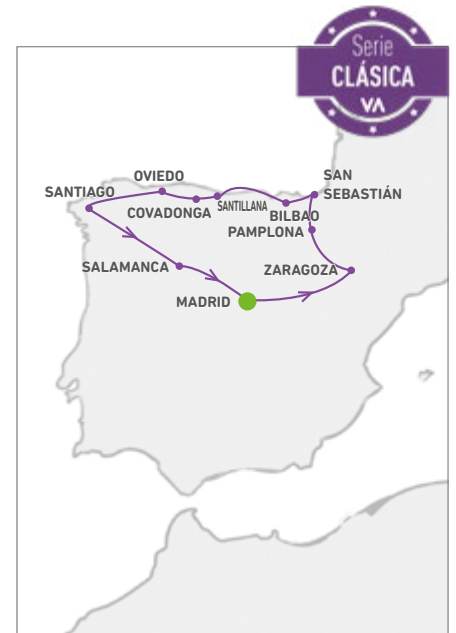 Serie
CLÁSICA
VA
SAN
SEBASTIÁN
OVIEDO
SANTIAGO
COVADONGA
SANTILLANA
BILBAO
PAMPLONA
SALAMANCA
ZARAGOZA
MADRID